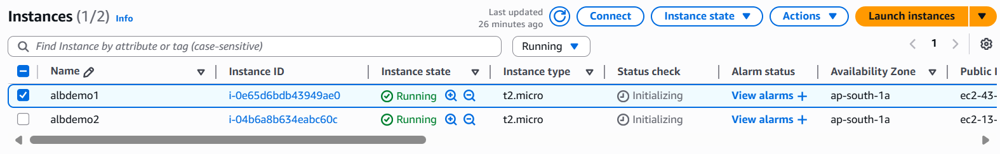 Instances (1/2) Info
Last updated
26 minutes ago
Connect Instance state Actions Launch instances
Find Instance by attribute or tag (case-sensitive) Running 1
Name Instance ID Instance state Instance type Status check Alarm status Availability Zone Public
albdemo1 i-0e65d6bdb43949ae0 Running t2.micro Initializing View alarms + ap-south-1a ec2-43-
albdemo2 i-04b6a8b634eabc60c Running t2.micro Initializing View alarms + ap-south-1a ec2-13-